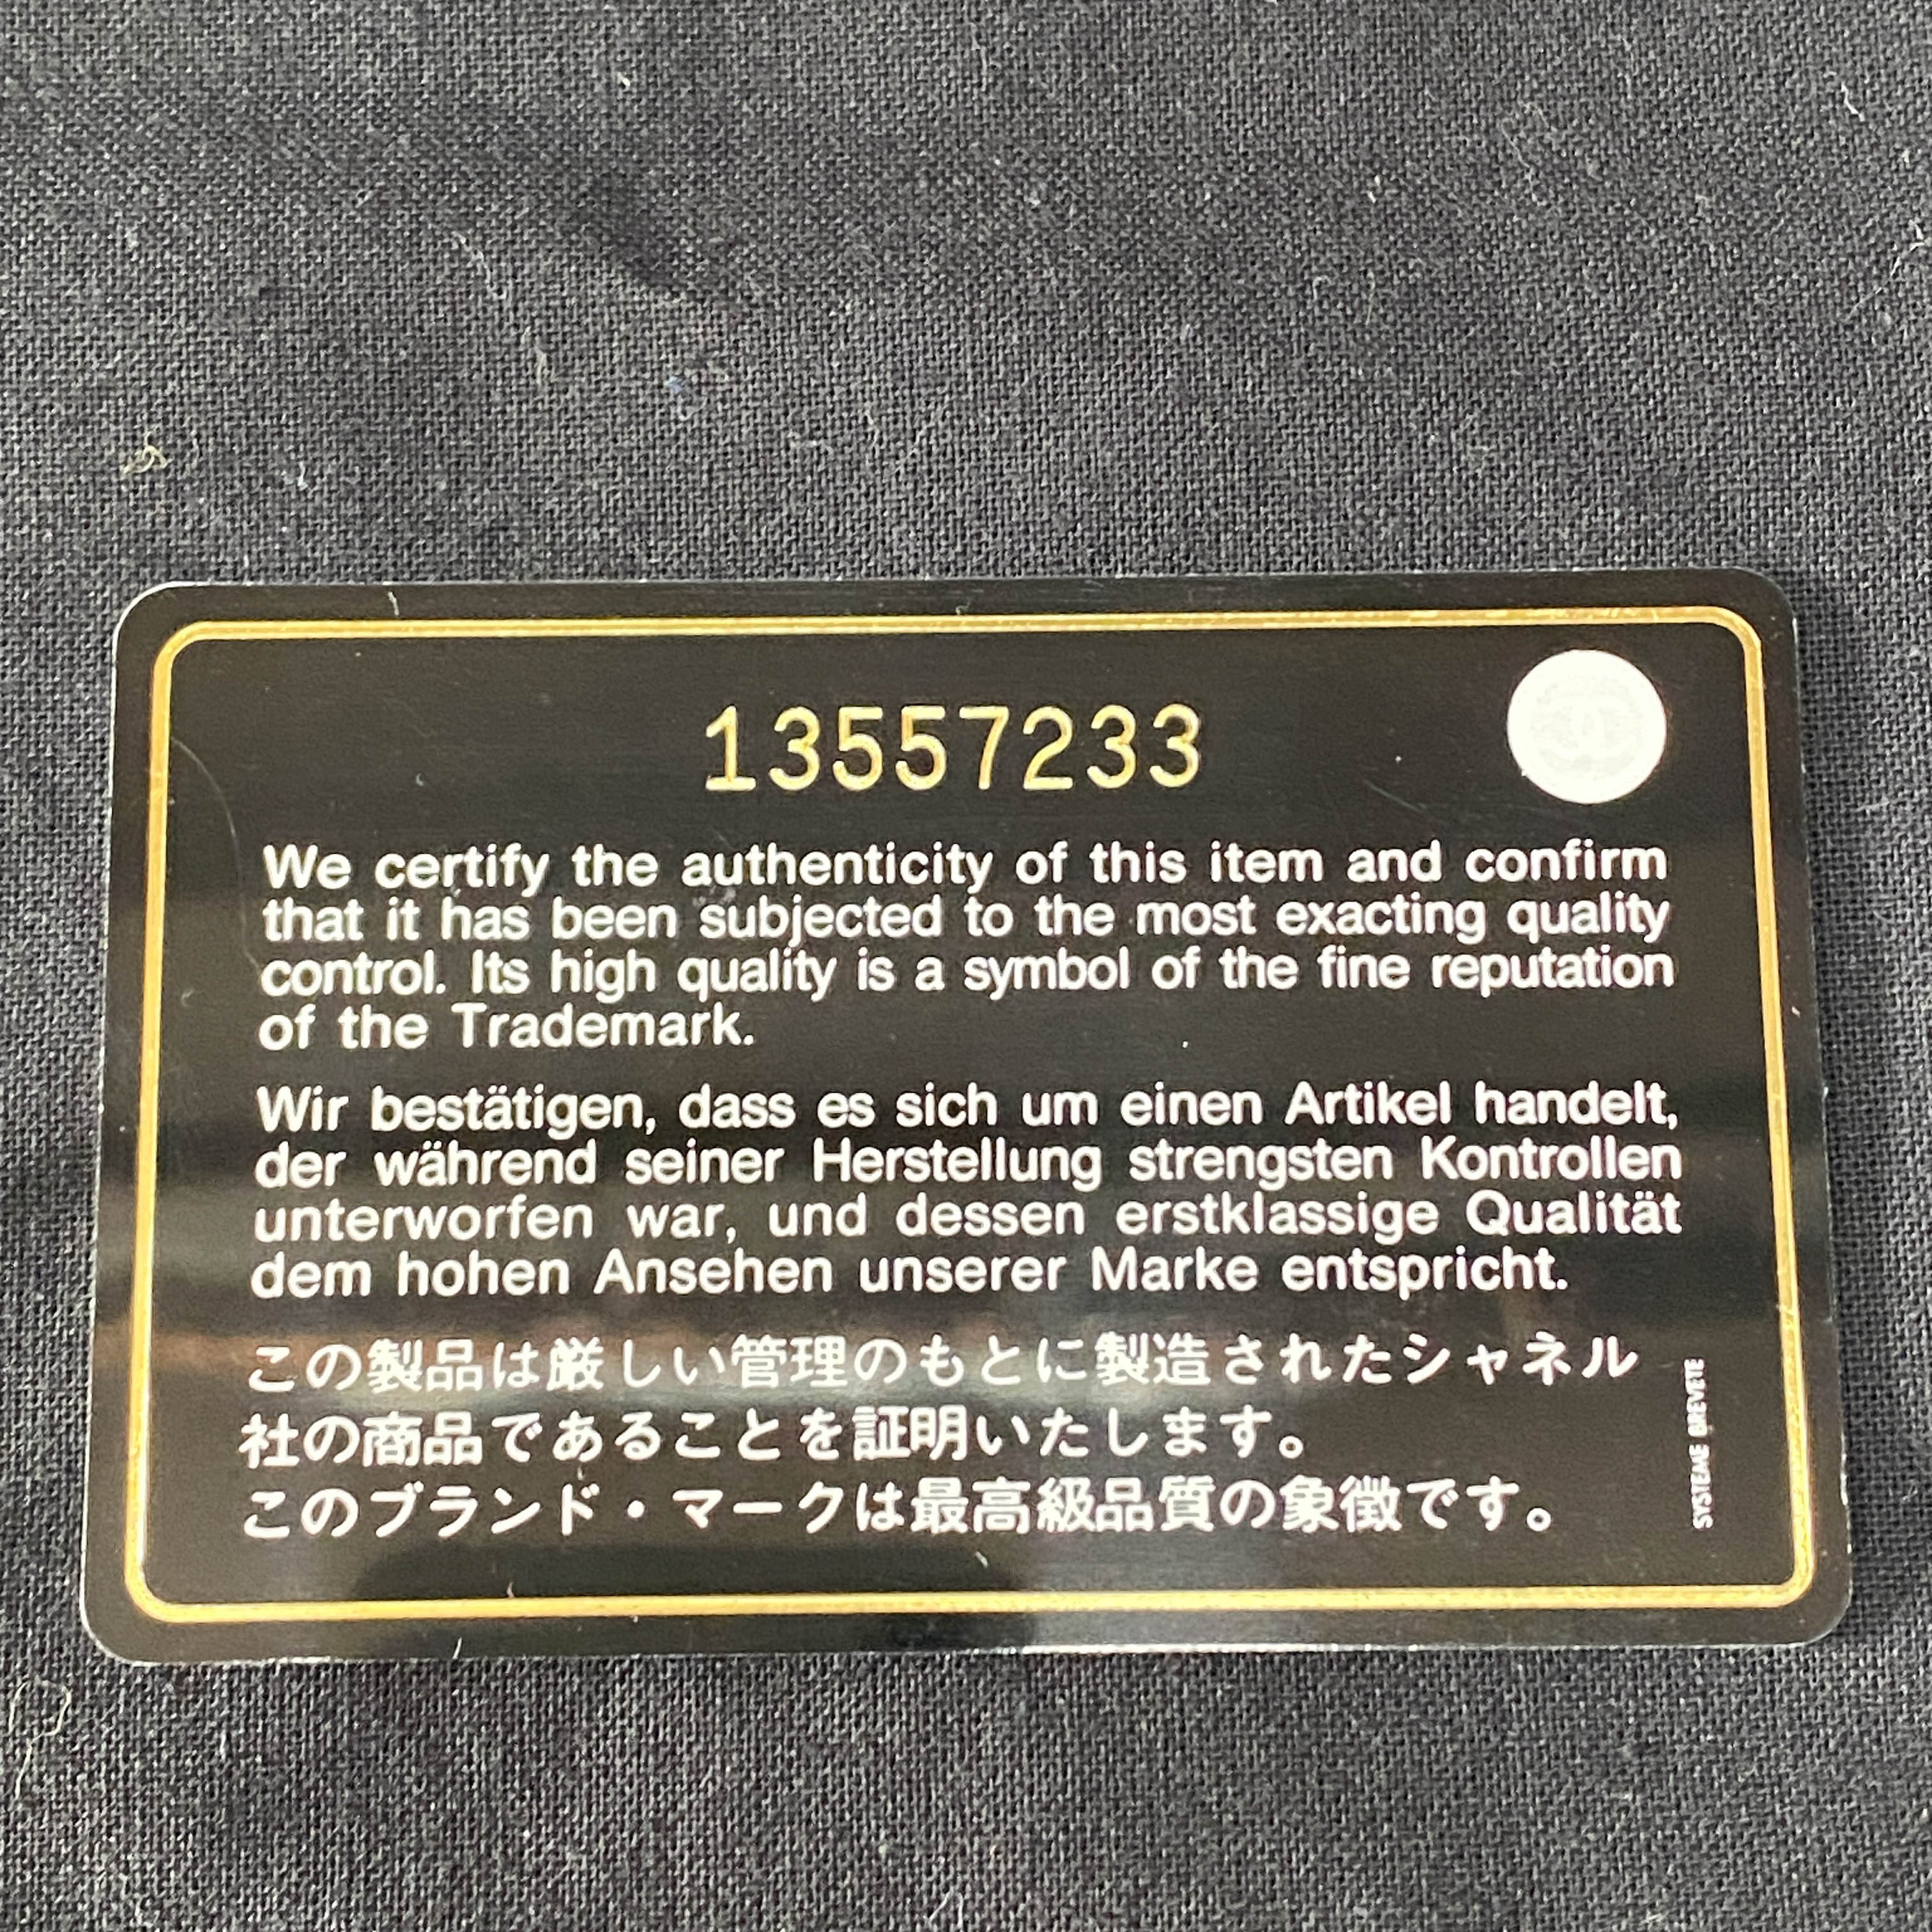 13557233
We certify the authenticity of this item and confirm
that it has been subjected to the most exacting quality
control. Its high quality is a symbol of the fine reputation
of the Trademark.
Wir bestätigen, dass es sich um einen Artikel handelt,
der während seiner Herstellung strengsten Kontrollen
unterworfen war, und dessen erstklassige Qualität
dem hohen Ansehen unserer Marke entspricht.
この製品は厳しい管理のもとに製造されたシャネル
社の商品であることを証明いたします。
このブランド・マークは最高級品質の象徴です。
SYSTEME BREVETE